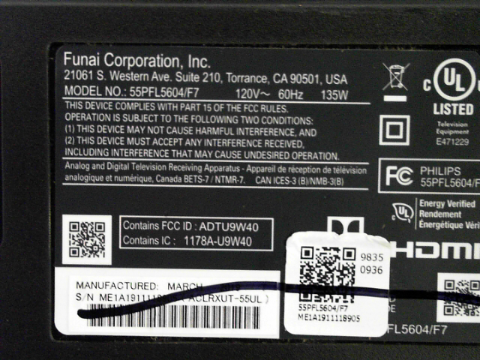 Funai Corporation, Inc.
21061 S. Western Ave. Suite 210, Torrance, CA 90501, USA
MODEL NO.: 55PFL5604/F7 120V~ 60Hz 135W
THIS DEVICE COMPLIES WITH PART 15 OF THE FCC RULES.
OPERATION IS SUBJECT TO THE FOLLOWING TWO CONDITIONS:
(1) THIS DEVICE MAY NOT CAUSE HARMFUL INTERFERENCE, AND
(2) THIS DEVICE MUST ACCEPT ANY INTERFERENCE RECEIVED,
INCLUDING INTERFERENCE THAT MAY CAUSE UNDESIRED OPERATION.
Analog and Digital Television Receiving Apparatus - Appareil de réception de télévision
analogique et numérique, Canada BETS-7 / NTMR-7. CAN ICES-3 (B)/NMB-3(B)
c UL us
LISTED
Television
Equipment
E471229
FC PHILIPS
55PFL5604/F7
Energy Verified
Rendement
Énergétique Vérifié
Contains FCC ID : ADTU9W40
Contains IC : 1178A-U9W40
HDMI
9835
0936
55PFL5604/F7
ME1A1911118905
MANUFACTURED: MARCH
S/N ME1A1911118 ACLRXUT-55UL )
5PFL5604/F7